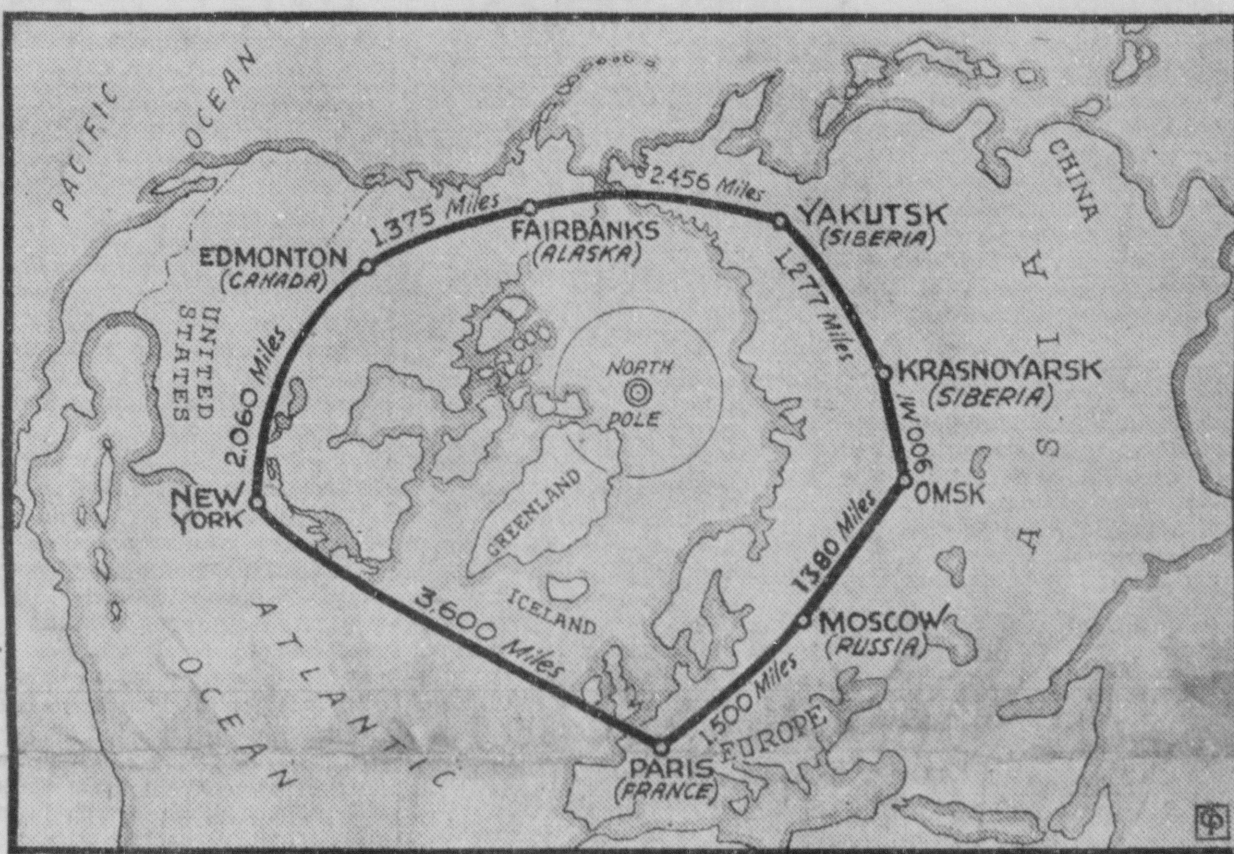 PACIFIC
OCEAN
CHINA
2.456 Miles
1.375 Miles
FAIRBANKS
(ALASKA)
YAKUTSK
(SIBERIA)
EDMONTON
(CANADA)
1.277 Miles
ASIA
UNITED
STATES
NORTH
POLE
KRASNOYARSK
(SIBERIA)
2.060 Miles
900 MI
NEW
YORK
OMSK
GREENLAND
1380 Miles
ICELAND
3,600 Miles
MOSCOW
(RUSSIA)
ATLANTIC
OCEAN
1.500 Miles
EUROPE
PARIS
(FRANCE)